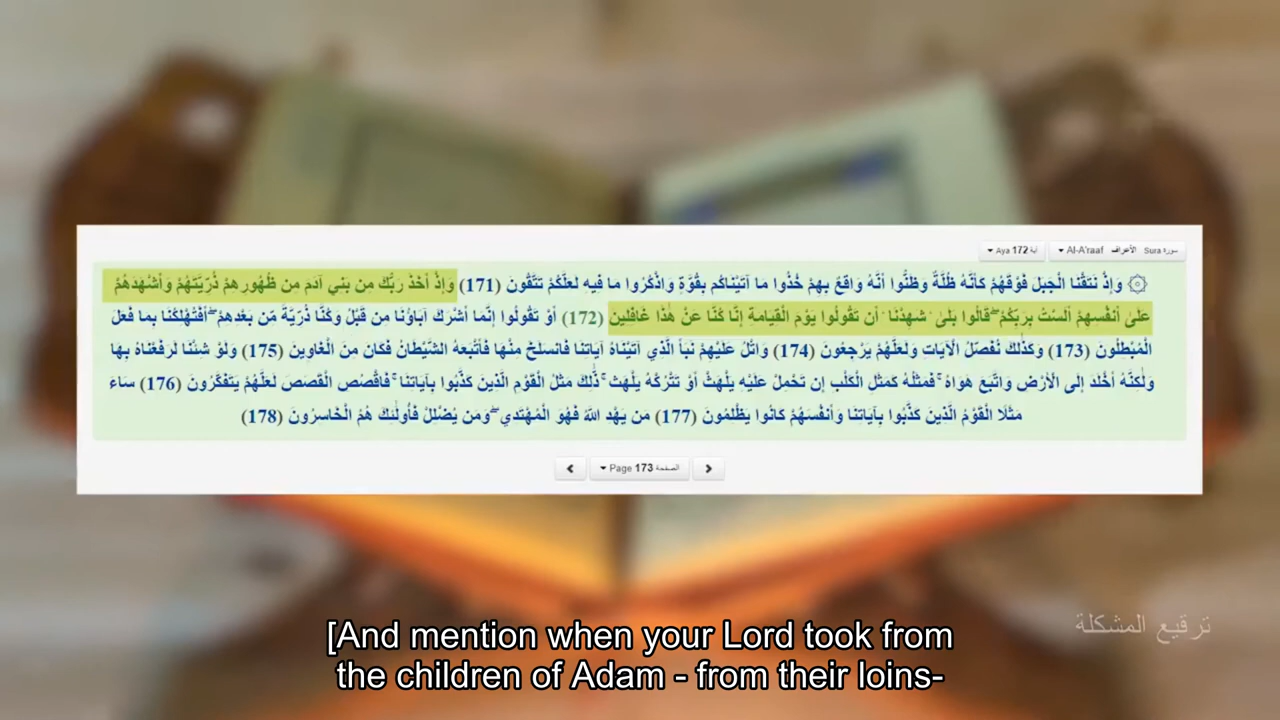 سورة Sura الأعراف Al-A'raaf آية Aya 172
۞ وَإِذْ نَتَقْنَا الْجَبَلَ فَوْقَهُمْ كَأَنَّهُ ظُلَّةٌ وَظَنُّوا أَنَّهُ وَاقِعٌ بِهِمْ خُذُوا مَا آتَيْنَاكُم بِقُوَّةٍ وَاذْكُرُوا مَا فِيهِ لَعَلَّكُمْ تَتَّقُونَ (171) وَإِذْ أَخَذَ رَبُّكَ مِن بَنِي آدَمَ مِن ظُهُورِهِمْ ذُرِّيَّتَهُمْ وَأَشْهَدَهُمْ
عَلَىٰ أَنفُسِهِمْ أَلَسْتُ بِرَبِّكُمْ ۖ قَالُوا بَلَىٰ ۛ شَهِدْنَا ۛ أَن تَقُولُوا يَوْمَ الْقِيَامَةِ إِنَّا كُنَّا عَنْ هَٰذَا غَافِلِينَ (172) أَوْ تَقُولُوا إِنَّمَا أَشْرَكَ آبَاؤُنَا مِن قَبْلُ وَكُنَّا ذُرِّيَّةً مِّن بَعْدِهِمْ ۖ أَفَتُهْلِكُنَا بِمَا فَعَلَ
الْمُبْطِلُونَ (173) وَكَذَٰلِكَ نُفَصِّلُ الْآيَاتِ وَلَعَلَّهُمْ يَرْجِعُونَ (174) وَاتْلُ عَلَيْهِمْ نَبَأَ الَّذِي آتَيْنَاهُ آيَاتِنَا فَانسَلَخَ مِنْهَا فَأَتْبَعَهُ الشَّيْطَانُ فَكَانَ مِنَ الْغَاوِينَ (175) وَلَوْ شِئْنَا لَرَفَعْنَاهُ بِهَا
وَلَٰكِنَّهُ أَخْلَدَ إِلَى الْأَرْضِ وَاتَّبَعَ هَوَاهُ ۚ فَمَثَلُهُ كَمَثَلِ الْكَلْبِ إِن تَحْمِلْ عَلَيْهِ يَلْهَثْ أَوْ تَتْرُكْهُ يَلْهَث ۚ ذَّٰلِكَ مَثَلُ الْقَوْمِ الَّذِينَ كَذَّبُوا بِآيَاتِنَا ۚ فَاقْصُصِ الْقَصَصَ لَعَلَّهُمْ يَتَفَكَّرُونَ (176) سَاءَ
مَثَلًا الْقَوْمُ الَّذِينَ كَذَّبُوا بِآيَاتِنَا وَأَنفُسَهُمْ كَانُوا يَظْلِمُونَ (177) مَن يَهْدِ اللَّهُ فَهُوَ الْمُهْتَدِي ۖ وَمَن يُضْلِلْ فَأُولَٰئِكَ هُمُ الْخَاسِرُونَ (178)
الصفحة Page 173
ترقيع المشكلة
[And mention when your Lord took from
the children of Adam - from their loins-